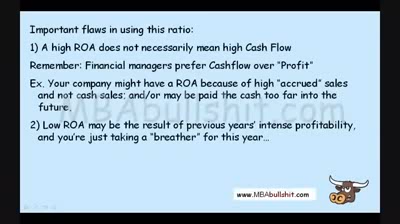 Important flaws in using this ratio:
1) A high ROA does not necessarily mean high Cash Flow
Remember: Financial managers prefer Cashflow over "Profit"
Ex. Your company might have a ROA because of high "accrued" sales
and not cash sales; and/or may be paid the cash too far into the
future.
MBAbullshit.com
2) Low ROA may be the result of previous years' intense profitability,
and you're just taking a "breather" for this year...
www.MBAbullshit.com